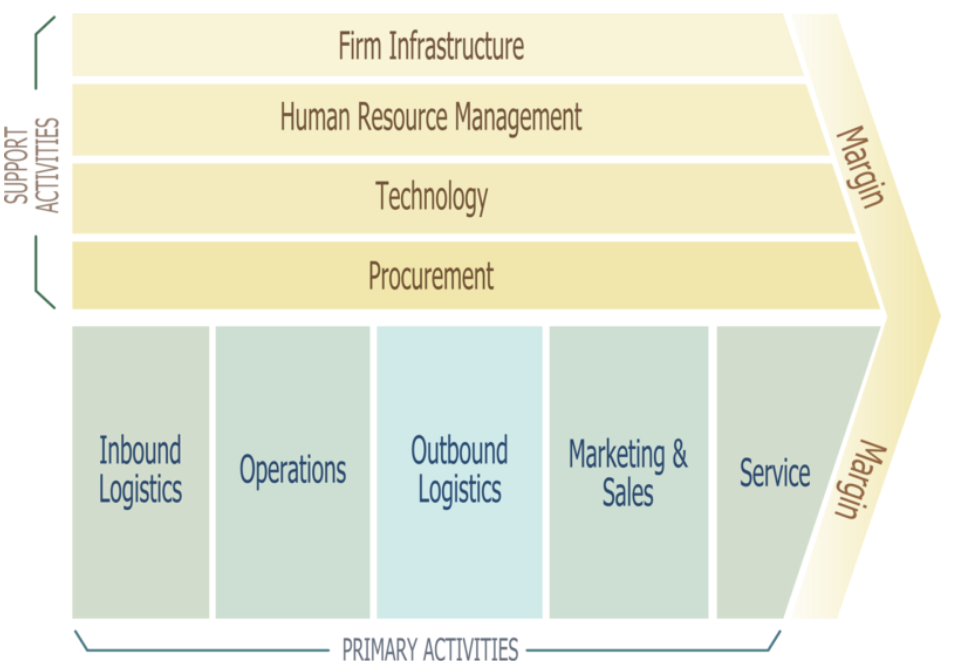 Firm Infrastructure
Human Resource Management
Technology
Procurement
SUPPORT
ACTIVITIES
Margin
Inbound
Logistics
Operations
Outbound
Logistics
Marketing &
Sales
Service
Margin
PRIMARY ACTIVITIES